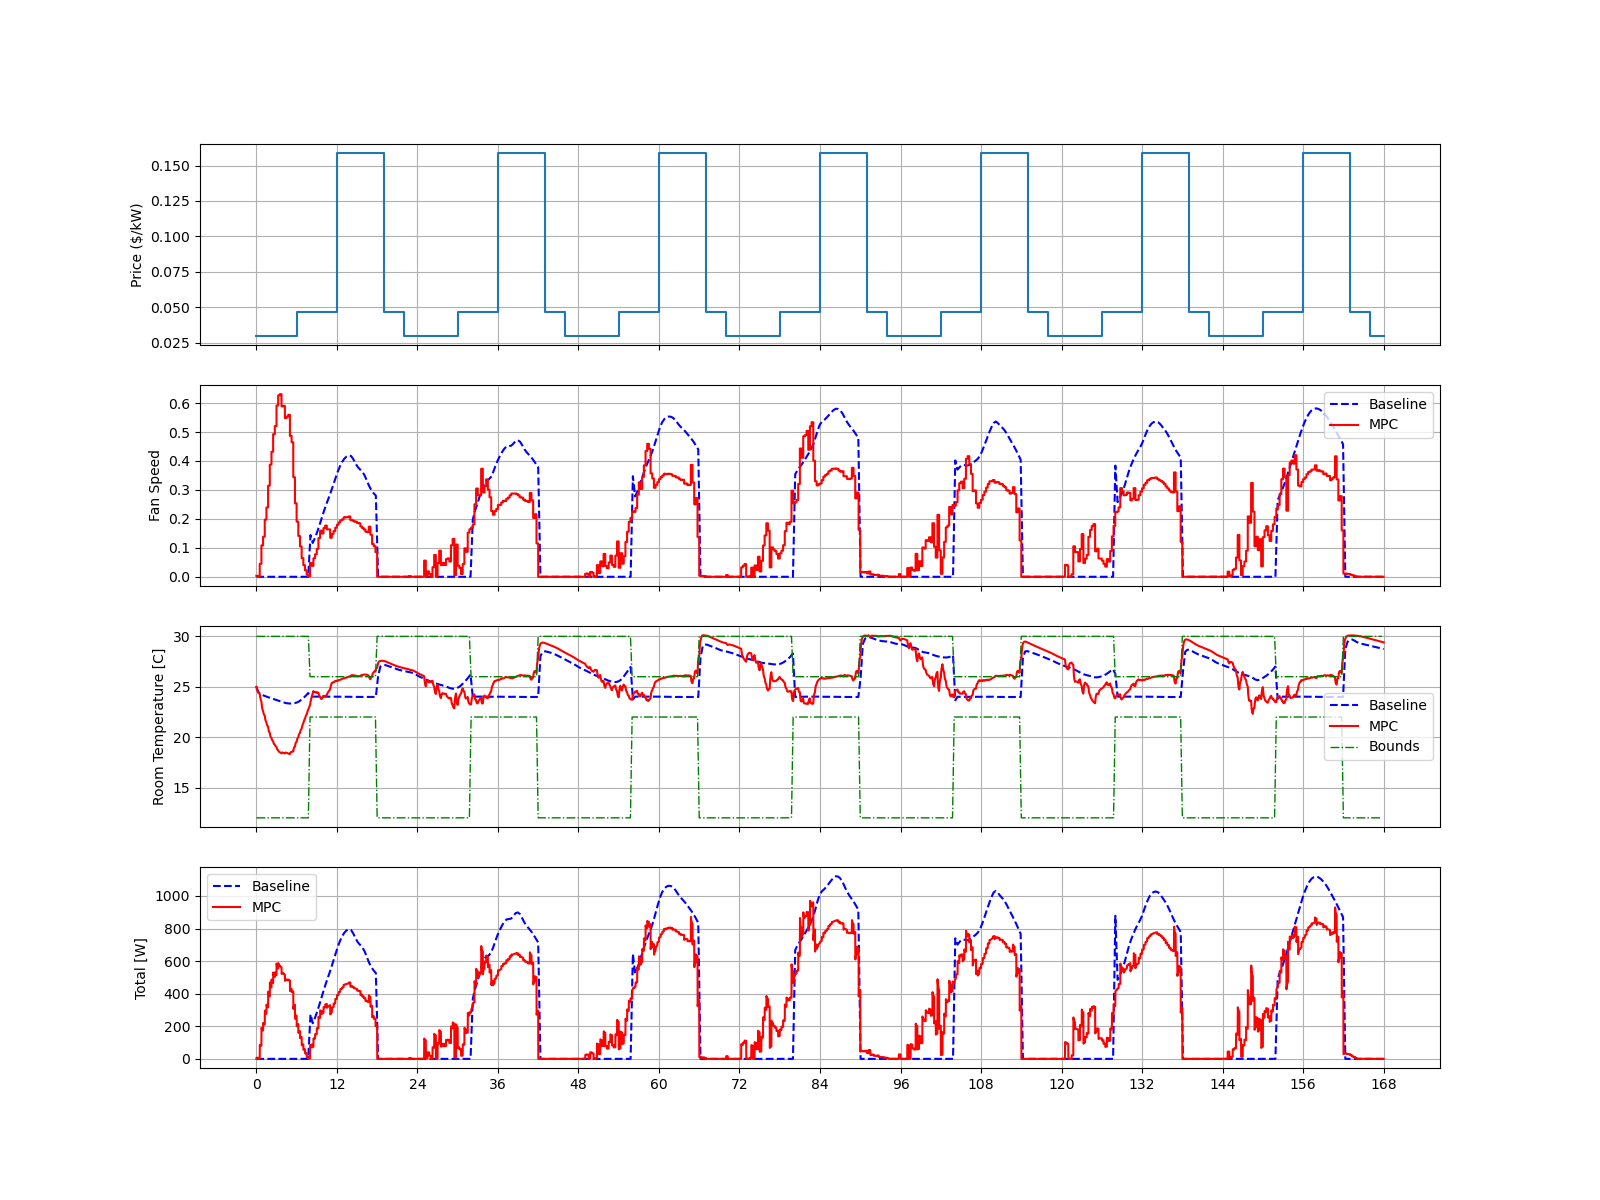 Price ($/kW)
0.150
0.125
0.100
0.075
0.050
0.025
Fan Speed
0.6
0.5
0.4
0.3
0.2
0.1
0.0
Baseline
MPC
Room Temperature [C]
30
25
20
15
Baseline
MPC
Bounds
Total [W]
1000
800
600
400
200
0
Baseline
MPC
0 12 24 36 48 60 72 84 96 108 120 132 144 156 168